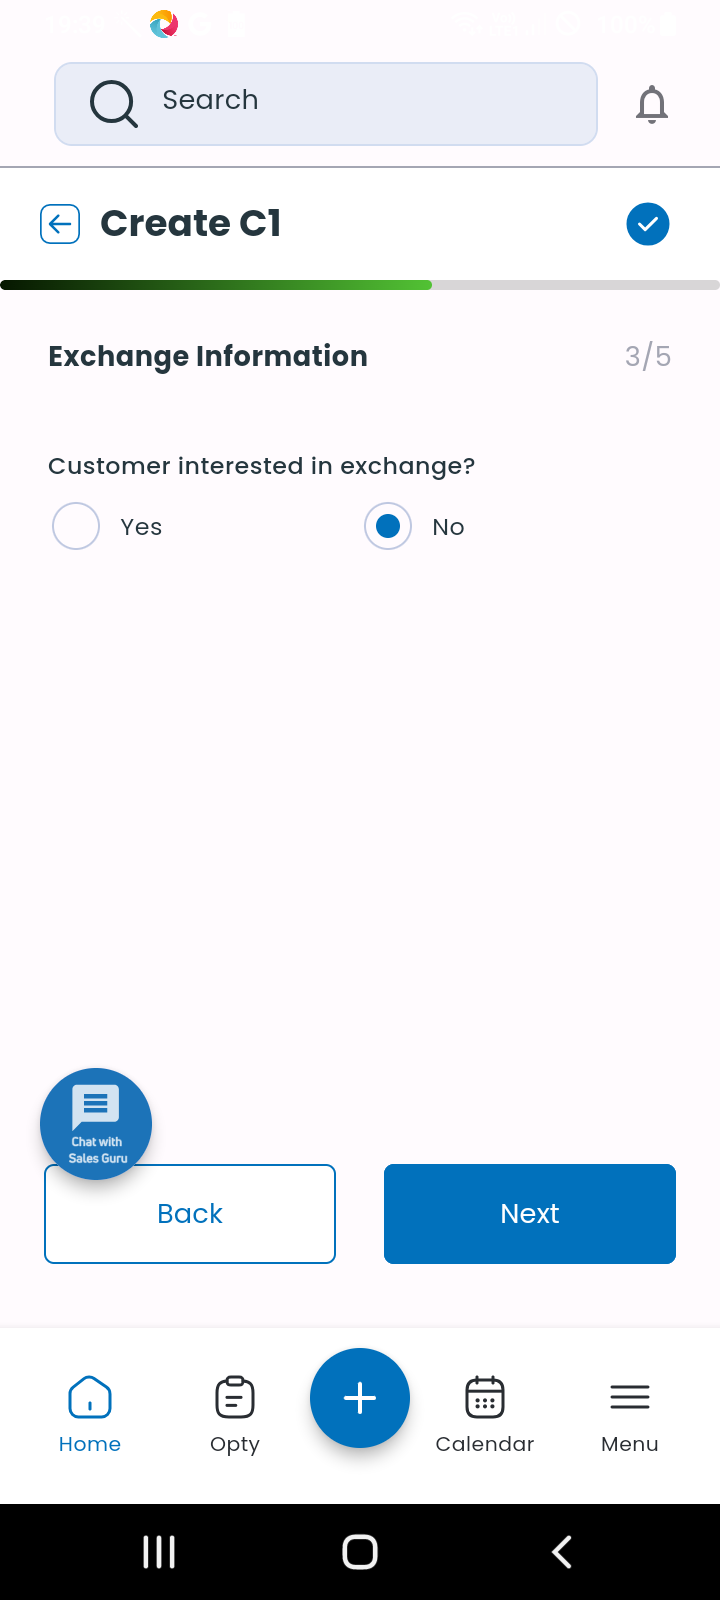 Search
Create C1
Exchange Information
3/5
Customer interested in exchange?
Yes
No
Chat with
Sales Guru
Back
Next
Home
Opty
Calendar
Menu